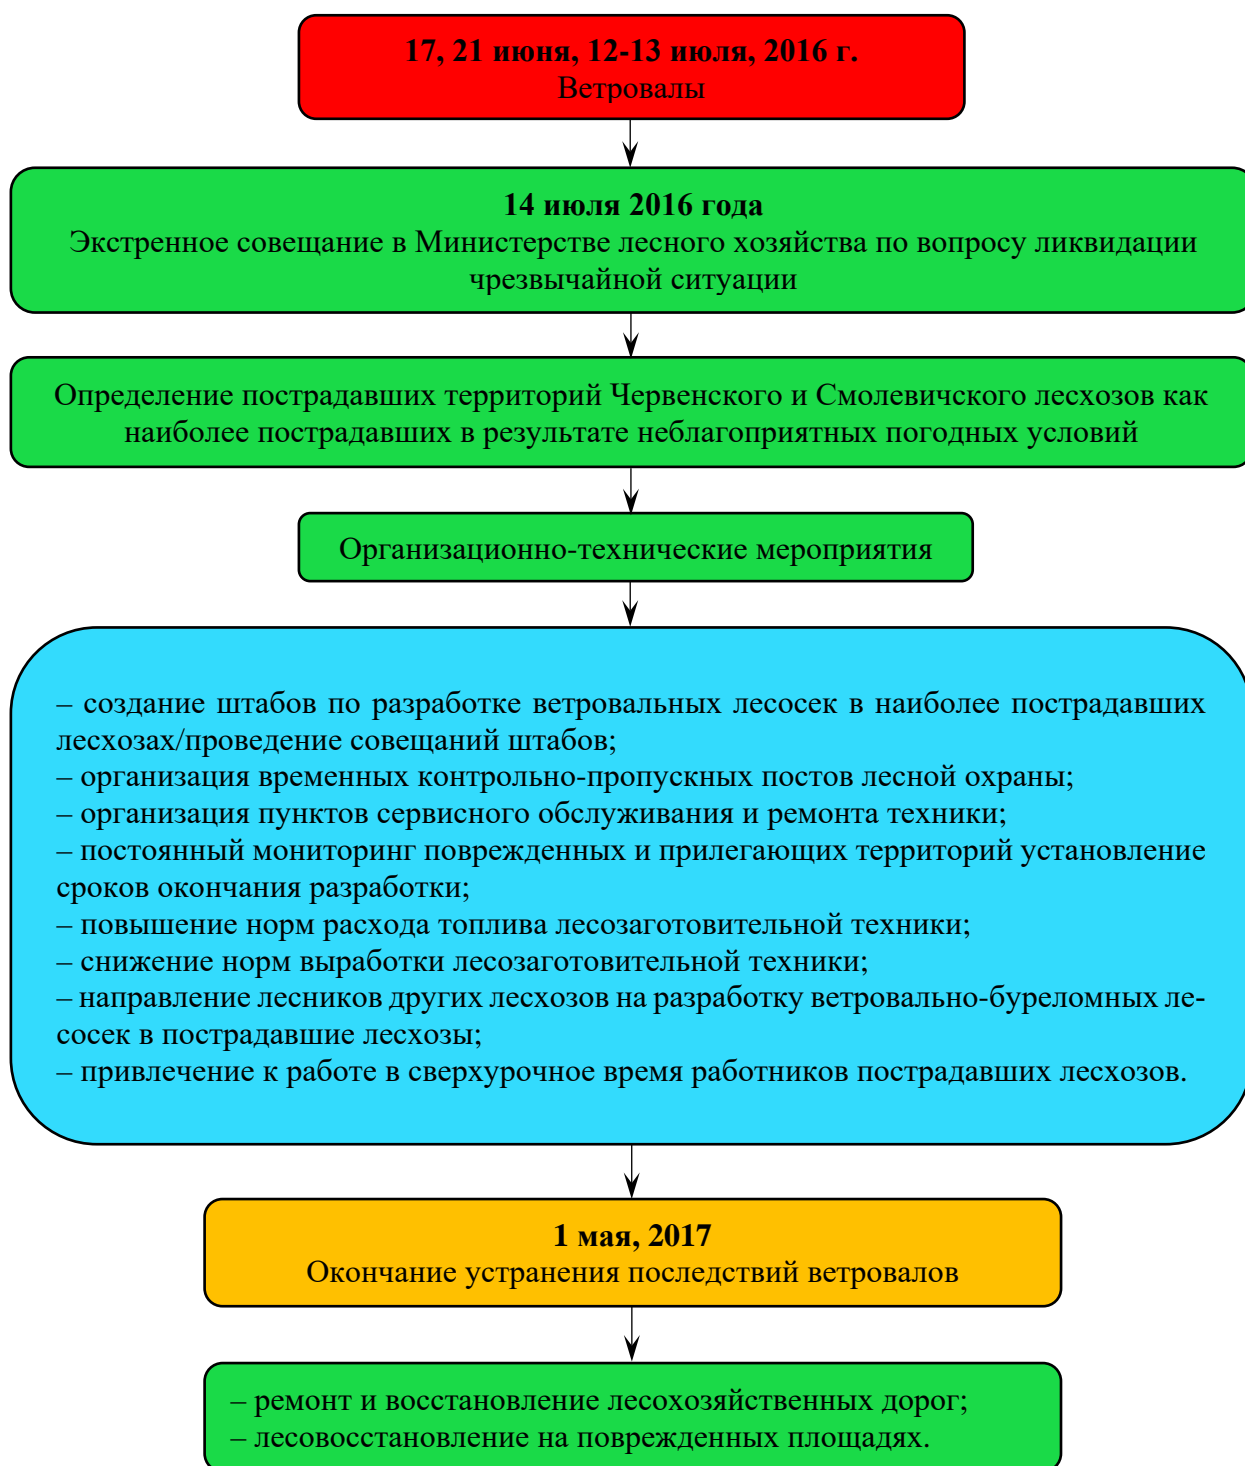 17, 21 июня, 12-13 июля, 2016 г.
Ветровалы
14 июля 2016 года
Экстренное совещание в Министерстве лесного хозяйства по вопросу ликвидации
чрезвычайной ситуации
Определение пострадавших территорий Червенского и Смолевичского лесхозов как
наиболее пострадавших в результате неблагоприятных погодных условий
Организационно-технические мероприятия
– создание штабов по разработке ветровальных лесосек в наиболее пострадавших
лесхозах/проведение совещаний штабов;
– организация временных контрольно-пропускных постов лесной охраны;
– организация пунктов сервисного обслуживания и ремонта техники;
– постоянный мониторинг поврежденных и прилегающих территорий установление
сроков окончания разработки;
– повышение норм расхода топлива лесозаготовительной техники;
– снижение норм выработки лесозаготовительной техники;
– направление лесников других лесхозов на разработку ветровально-буреломных ле-
сосек в пострадавшие лесхозы;
– привлечение к работе в сверхурочное время работников пострадавших лесхозов.
1 мая, 2017
Окончание устранения последствий ветровалов
– ремонт и восстановление лесохозяйственных дорог;
– лесовосстановление на поврежденных площадях.